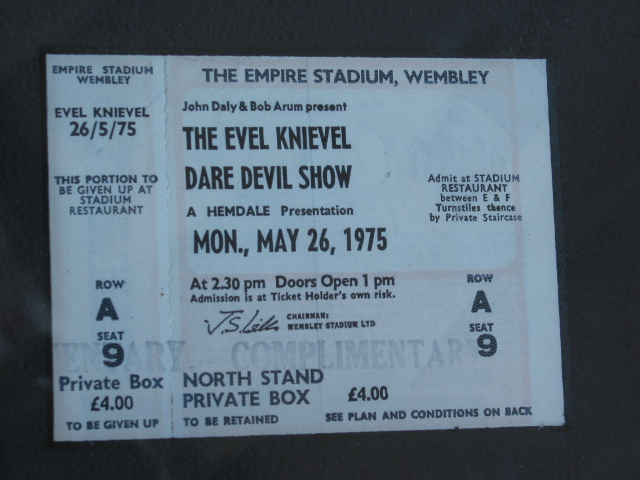 EMPIRE STADIUM
WEMBLEY
EVEL KNIEVEL
26/5/75
THIS PORTION TO
BE GIVEN UP AT
STADIUM
RESTAURANT
ROW
A
SEAT
9
Private Box
£4.00
TO BE GIVEN UP
THE EMPIRE STADIUM, WEMBLEY
John Daly & Bob Arum present
THE EVEL KNIEVEL
DARE DEVIL SHOW
A HEMDALE Presentation
MON., MAY 26, 1975
Admit at STADIUM
RESTAURANT
between E & F
Turnstiles thence
by Private Staircase
At 2.30 pm Doors Open 1 pm
Admission is at Ticket Holder's own risk.
CHAIRMAN:
WEMBLEY STADIUM LTD
ROW
A
SEAT
9
COMPLIMENTARY
NORTH STAND
PRIVATE BOX £4.00
TO BE RETAINED
SEE PLAN AND CONDITIONS ON BACK